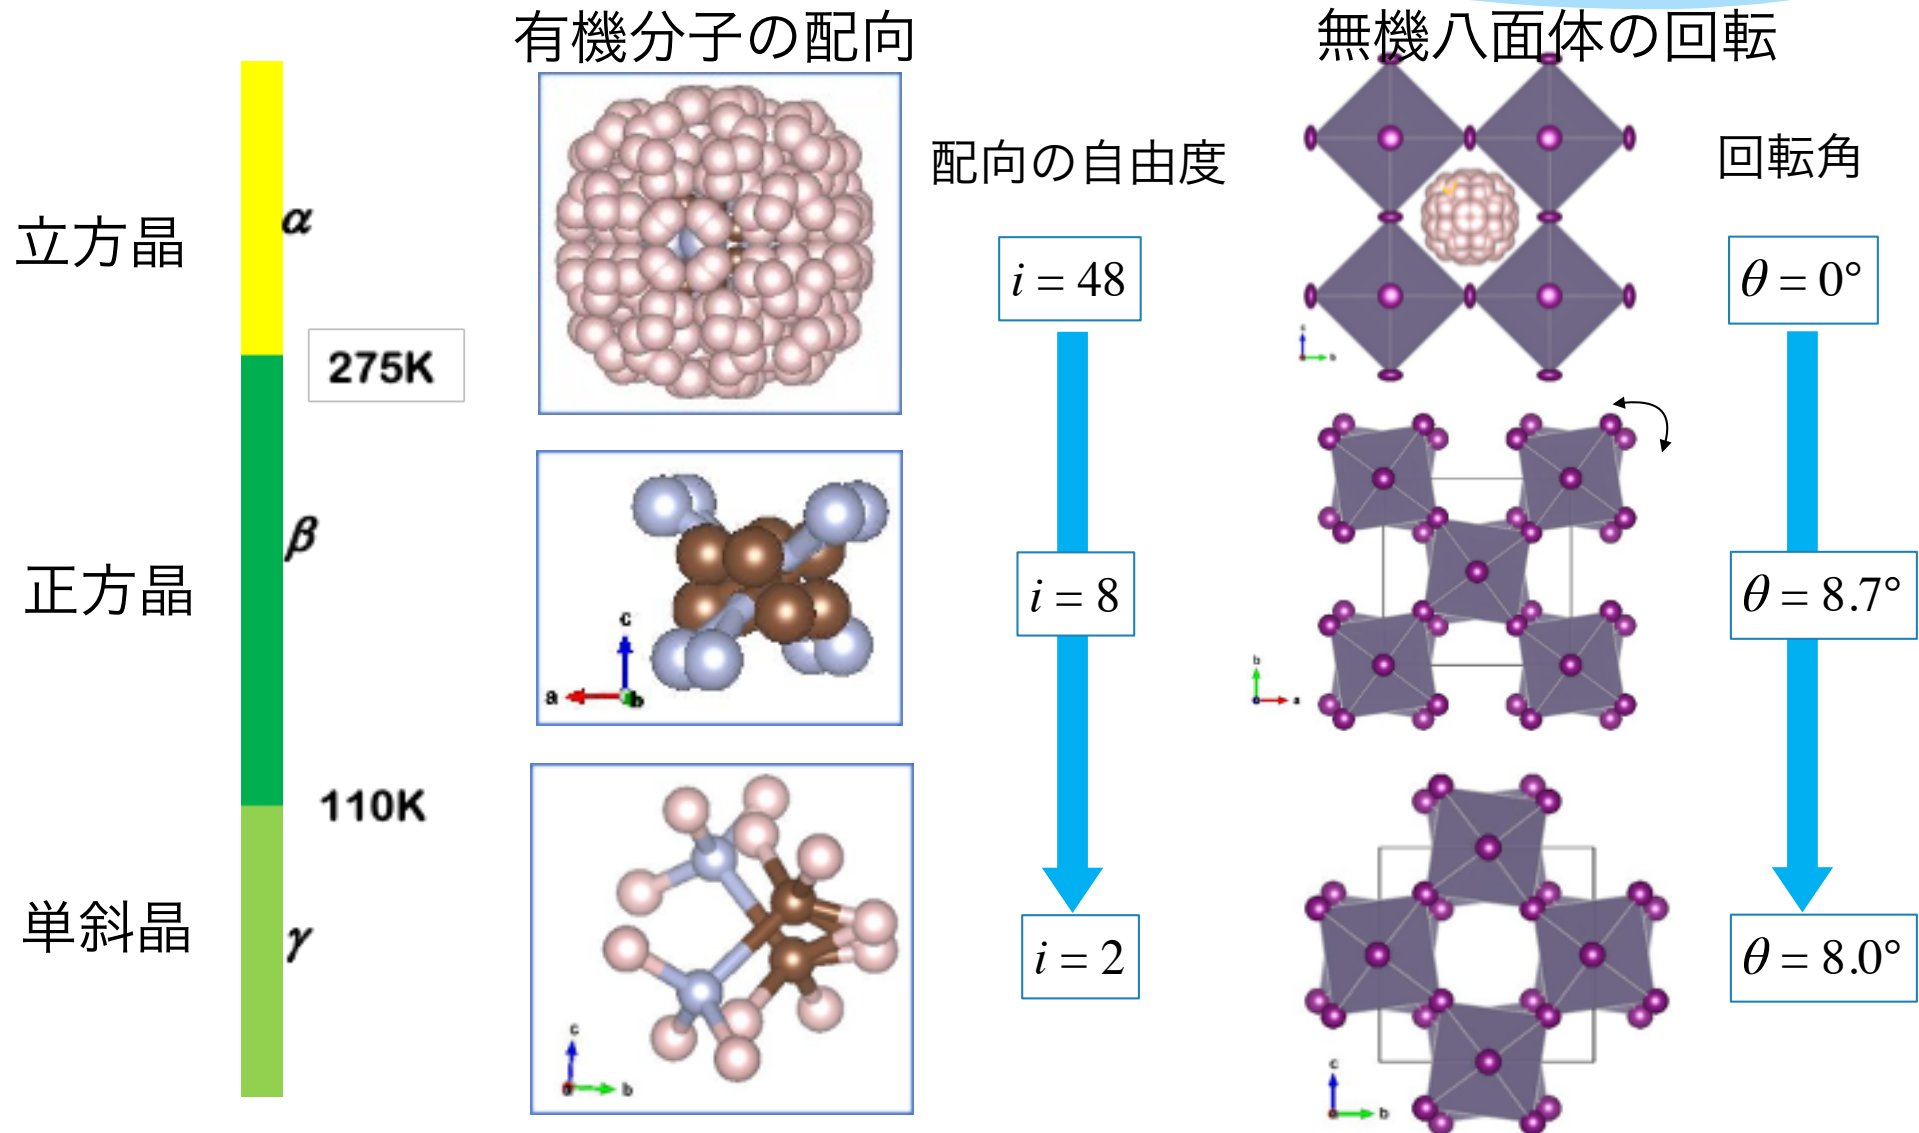 有機分子の配向
無機八面体の回転
配向の自由度
回転角
立方晶
α
i = 48
θ = 0°
275K
c
b
β
正方晶
i = 8
θ = 8.7°
c
a
b
b
a
110K
単斜晶
γ
i = 2
θ = 8.0°
c
b
c
b